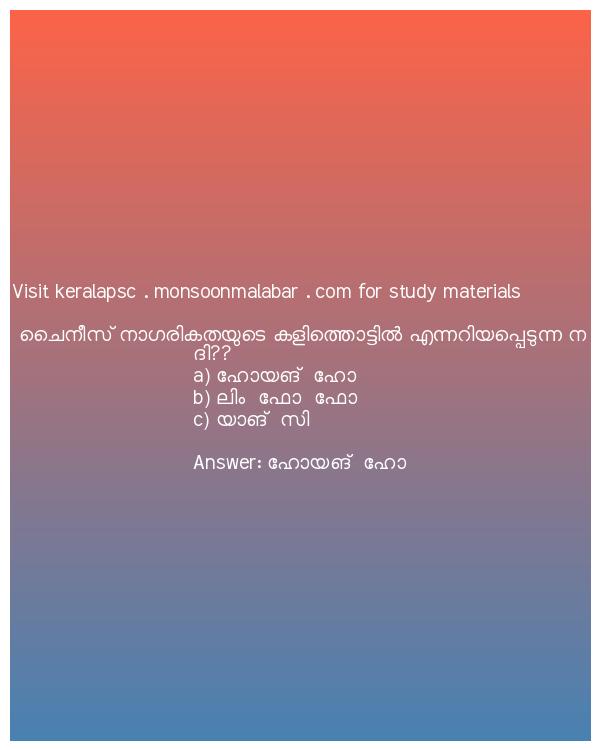 Visit keralapsc . monsoonmalabar . com for study materials
ചൈനീസ് നാഗരികതയുടെ കളിത്തൊട്ടിൽ എന്നറിയപ്പെടുന്ന ന
ദി??
a) ഹോയങ് ഹോ
b) ലിം ഫോ ഫോ
c) യാങ് സി
Answer: ഹോയങ് ഹോ